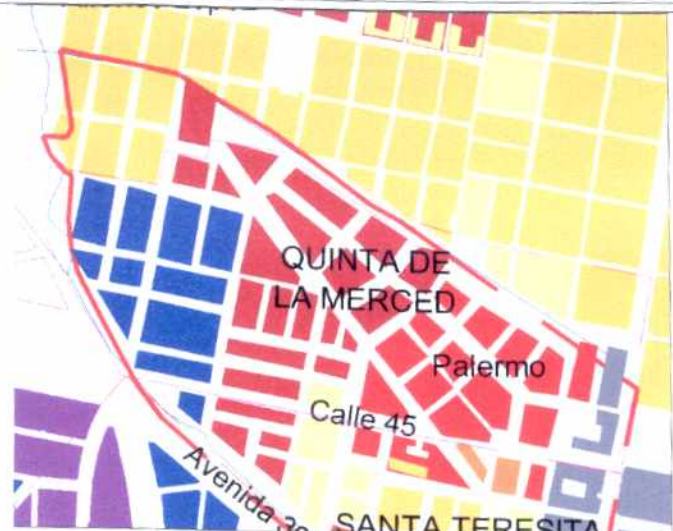 QUINTA DE
LA MERCED
Palermo
Calle 45
Avenida
SANTA TERESITA